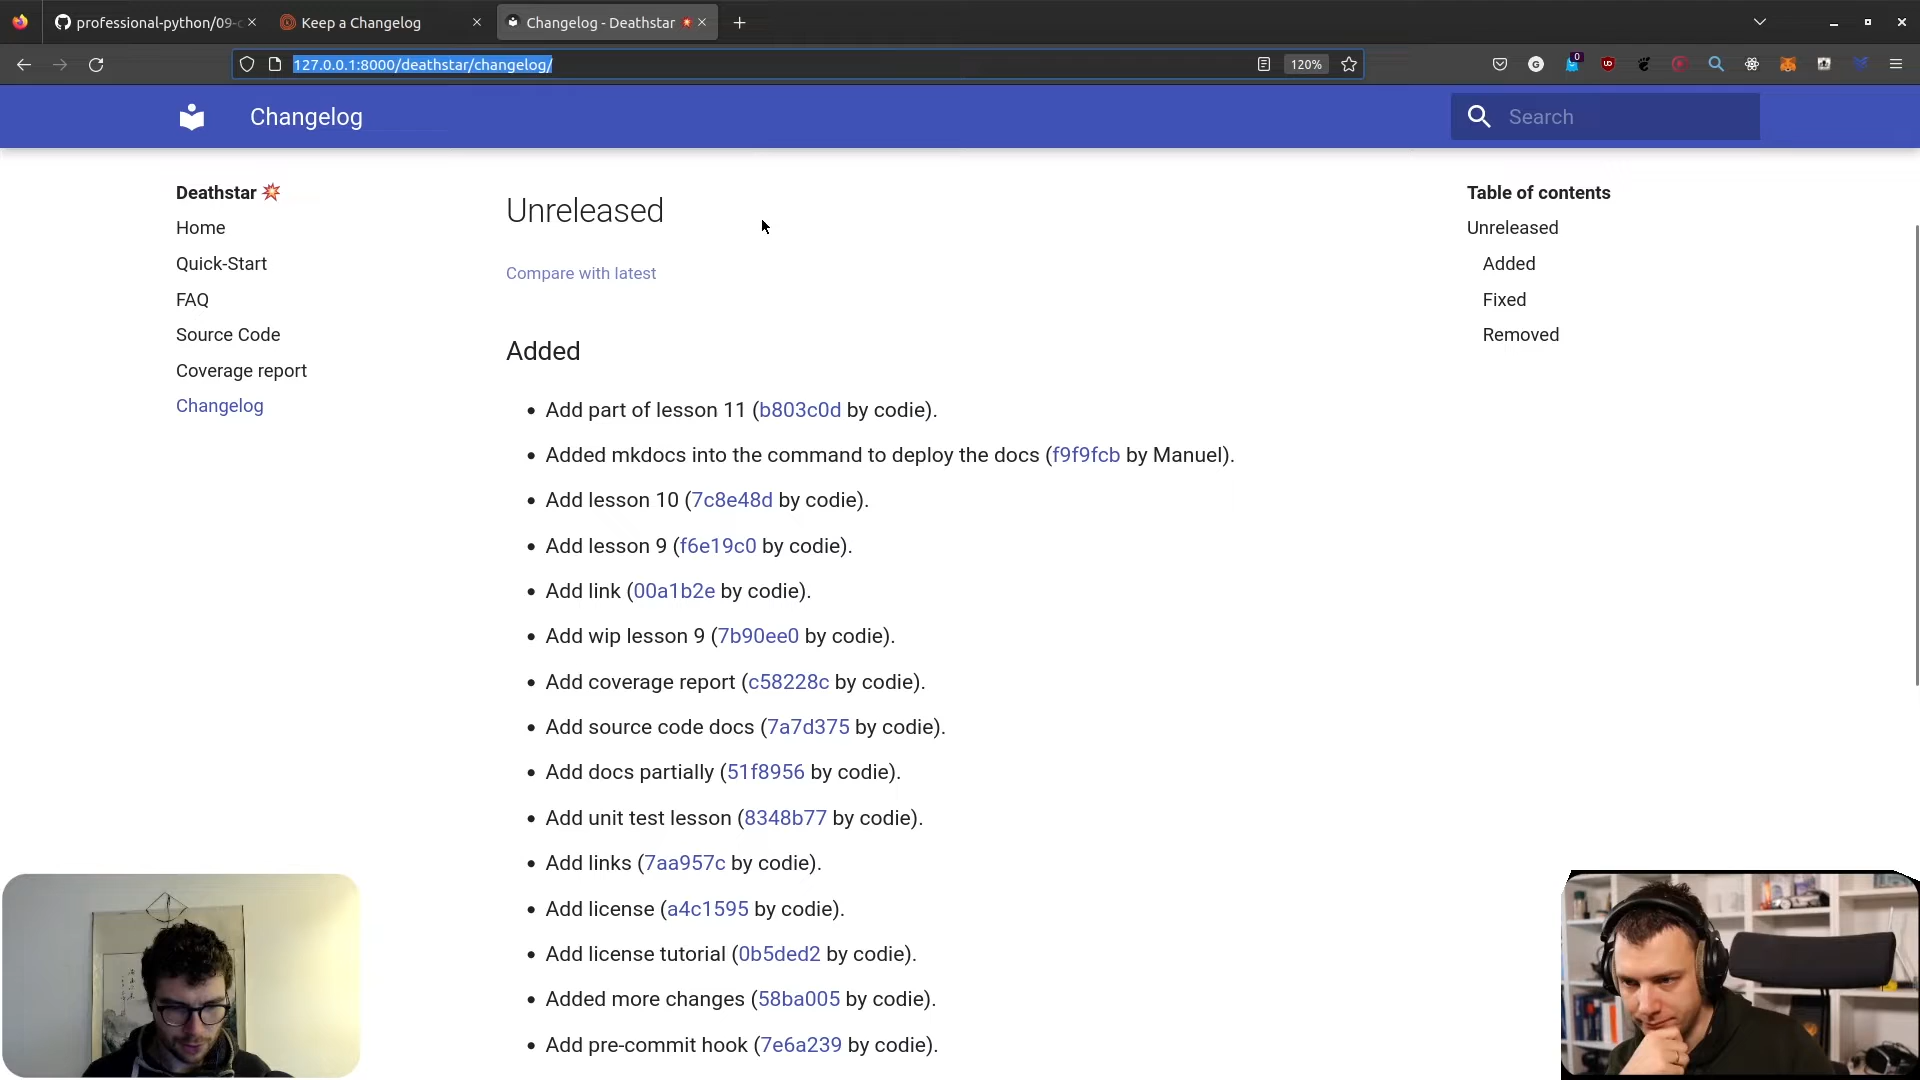 professional-python/09-
Keep a Changelog
Changelog - Deathstar 💥
127.0.0.1:8000/deathstar/changelog/
120%
0
Changelog
Search
Deathstar 💥
Home
Quick-Start
FAQ
Source Code
Coverage report
Changelog
Unreleased
Compare with latest
Added
• Add part of lesson 11 (b803c0d by codie).
• Added mkdocs into the command to deploy the docs (f9f9fcb by Manuel).
• Add lesson 10 (7c8e48d by codie).
• Add lesson 9 (f6e19c0 by codie).
• Add link (00a1b2e by codie).
• Add wip lesson 9 (7b90ee0 by codie).
• Add coverage report (c58228c by codie).
• Add source code docs (7a7d375 by codie).
• Add docs partially (51f8956 by codie).
• Add unit test lesson (8348b77 by codie).
• Add links (7aa957c by codie).
• Add license (a4c1595 by codie).
• Add license tutorial (0b5ded2 by codie).
• Added more changes (58ba005 by codie).
• Add pre-commit hook (7e6a239 by codie).
Table of contents
Unreleased
Added
Fixed
Removed